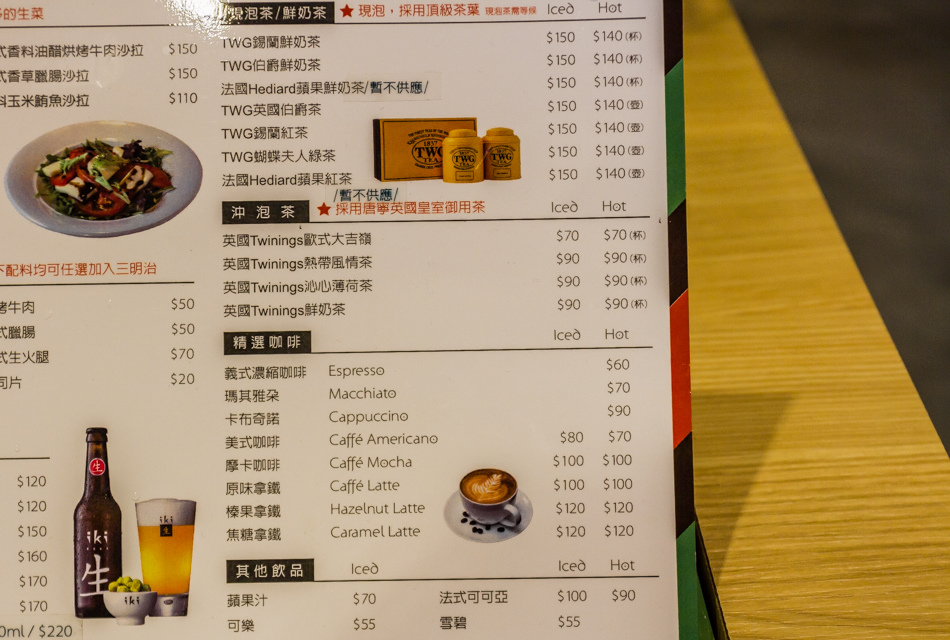 的生菜
式香料油醋烘烤牛肉沙拉 $150
式香草臘腸沙拉 $150
料玉米鮪魚沙拉 $110
下配料均可任選加入三明治
烤牛肉 $50
式臘腸 $50
式生火腿 $70
司片 $20
$120
$120
$150
$160
$170
$170
0ml / $220
生
iki
生
iki
生
iki
現泡茶/鮮奶茶 ★現泡，採用頂級茶葉 現泡茶需等候 Iced Hot
TWG錫蘭鮮奶茶 $150 $140(杯)
TWG伯爵鮮奶茶 $150 $140(杯)
法國Hediard蘋果鮮奶茶/暫不供應/ $150 $140(杯)
TWG英國伯爵茶 $150 $140(壺)
TWG錫蘭紅茶 $150 $140(壺)
TWG蝴蝶夫人綠茶 $150 $140(壺)
法國Hediard蘋果紅茶 $150 $140(壺)
/暫不供應/
1837
TWG
TEA
TWG
TWG
沖泡茶 ★採用唐寧英國皇室御用茶 Iced Hot
英國Twinings歐式大吉嶺 $70 $70(杯)
英國Twinings熱帶風情茶 $90 $90(杯)
英國Twinings沁心薄荷茶 $90 $90(杯)
英國Twinings鮮奶茶 $90 $90(杯)
精選咖啡 Iced Hot
義式濃縮咖啡 Espresso $60
瑪其雅朶 Macchiato $70
卡布奇諾 Cappuccino $90
美式咖啡 Caffé Americano $80 $70
摩卡咖啡 Caffé Mocha $100 $100
原味拿鐵 Caffé Latte $100 $100
榛果拿鐵 Hazelnut Latte $120 $120
焦糖拿鐵 Caramel Latte $120 $120
其他飲品 Iced Iced Hot
蘋果汁 $70 法式可可亞 $100 $90
可樂 $55 雪碧 $55